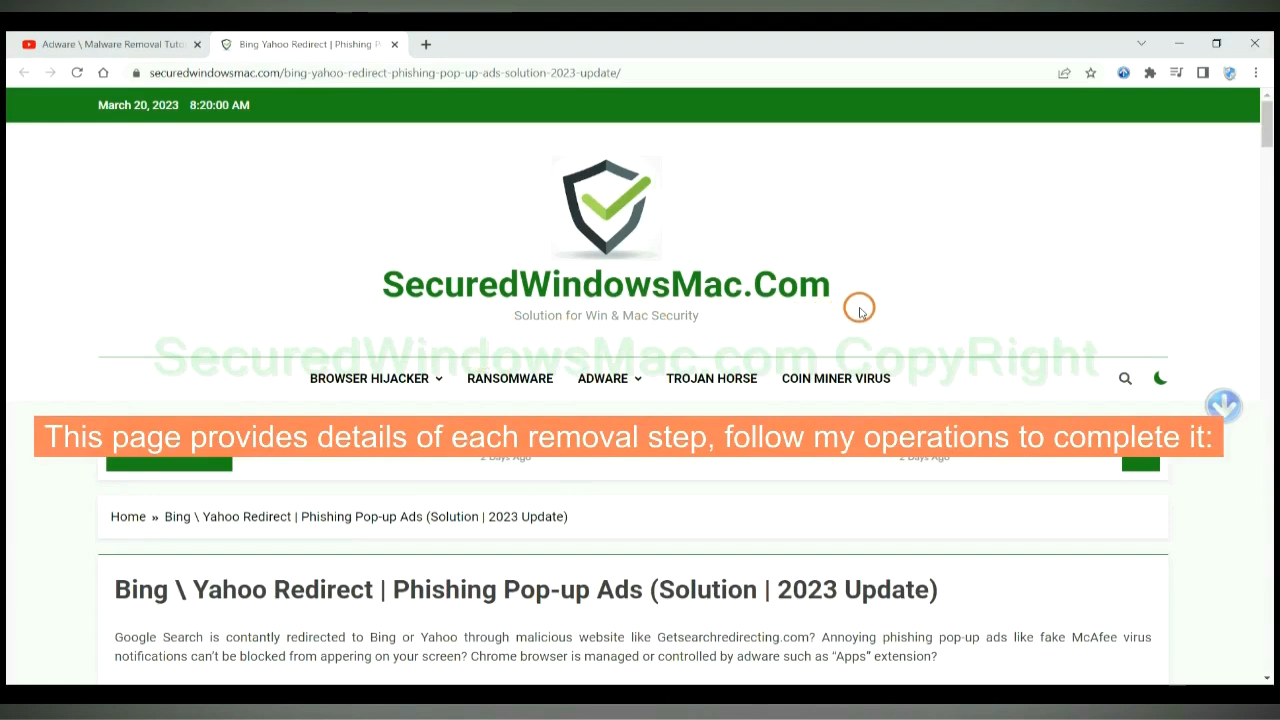 Adware \ Malware Removal Tuto
Bing Yahoo Redirect | Phishing P
securedwindowsmac.com/bing-yahoo-redirect-phishing-pop-up-ads-solution-2023-update/
March 20, 2023 8:20:00 AM
SecuredWindowsMac.Com
Solution for Win & Mac Security
SecuredWindowsMac.com CopyRight
BROWSER HIJACKER RANSOMWARE ADWARE TROJAN HORSE COIN MINER VIRUS
This page provides details of each removal step, follow my operations to complete it:
2 Days Ago 2 Days Ago
Home » Bing \ Yahoo Redirect | Phishing Pop-up Ads (Solution | 2023 Update)
Bing \ Yahoo Redirect | Phishing Pop-up Ads (Solution | 2023 Update)
Google Search is contantly redirected to Bing or Yahoo through malicious website like Getsearchredirecting.com? Annoying phishing pop-up ads like fake McAfee virus
notifications can't be blocked from appering on your screen? Chrome browser is managed or controlled by adware such as “Apps” extension?